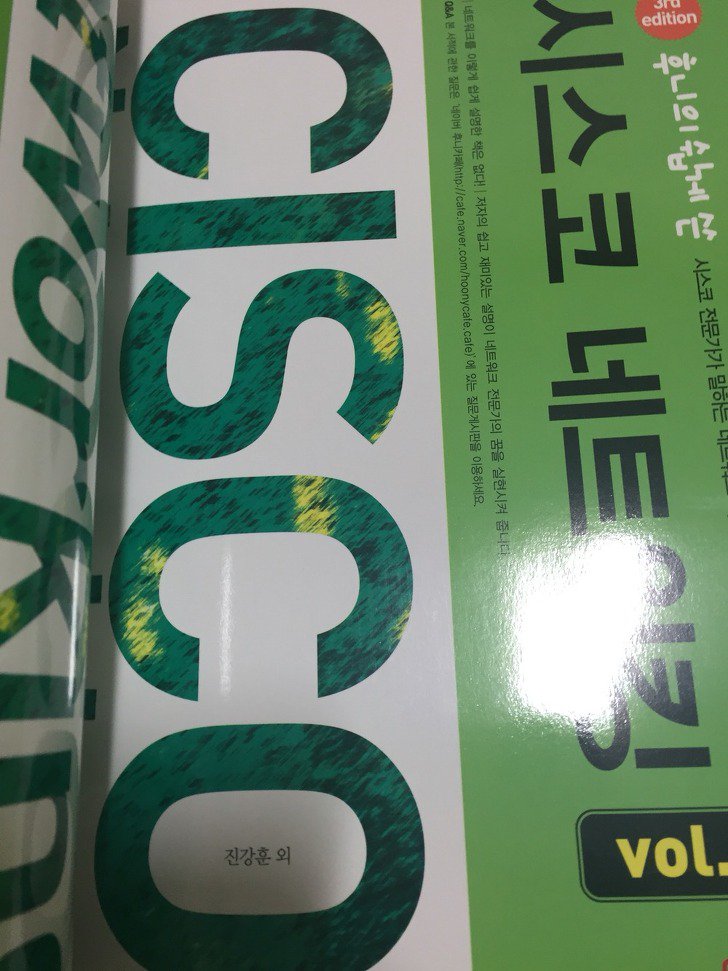 3rd
edition
후니의 쉽게 쓴
시스코 전문가가 말하는
시스코 네트워킹
vol.
네트워크를 이렇게 쉽게 설명한 책은 없다! | 저자의 쉽고 재미있는 설명이 네트워크 전문가의 꿈을 실현시켜 줍니다.
Q&A 본 서적에 관한 질문은 '네이버 후니카페(http://cafe.naver.com/hoonycafe.cafe)'에 있는 질문게시판을 이용하세요.
CISCO
진강훈 외